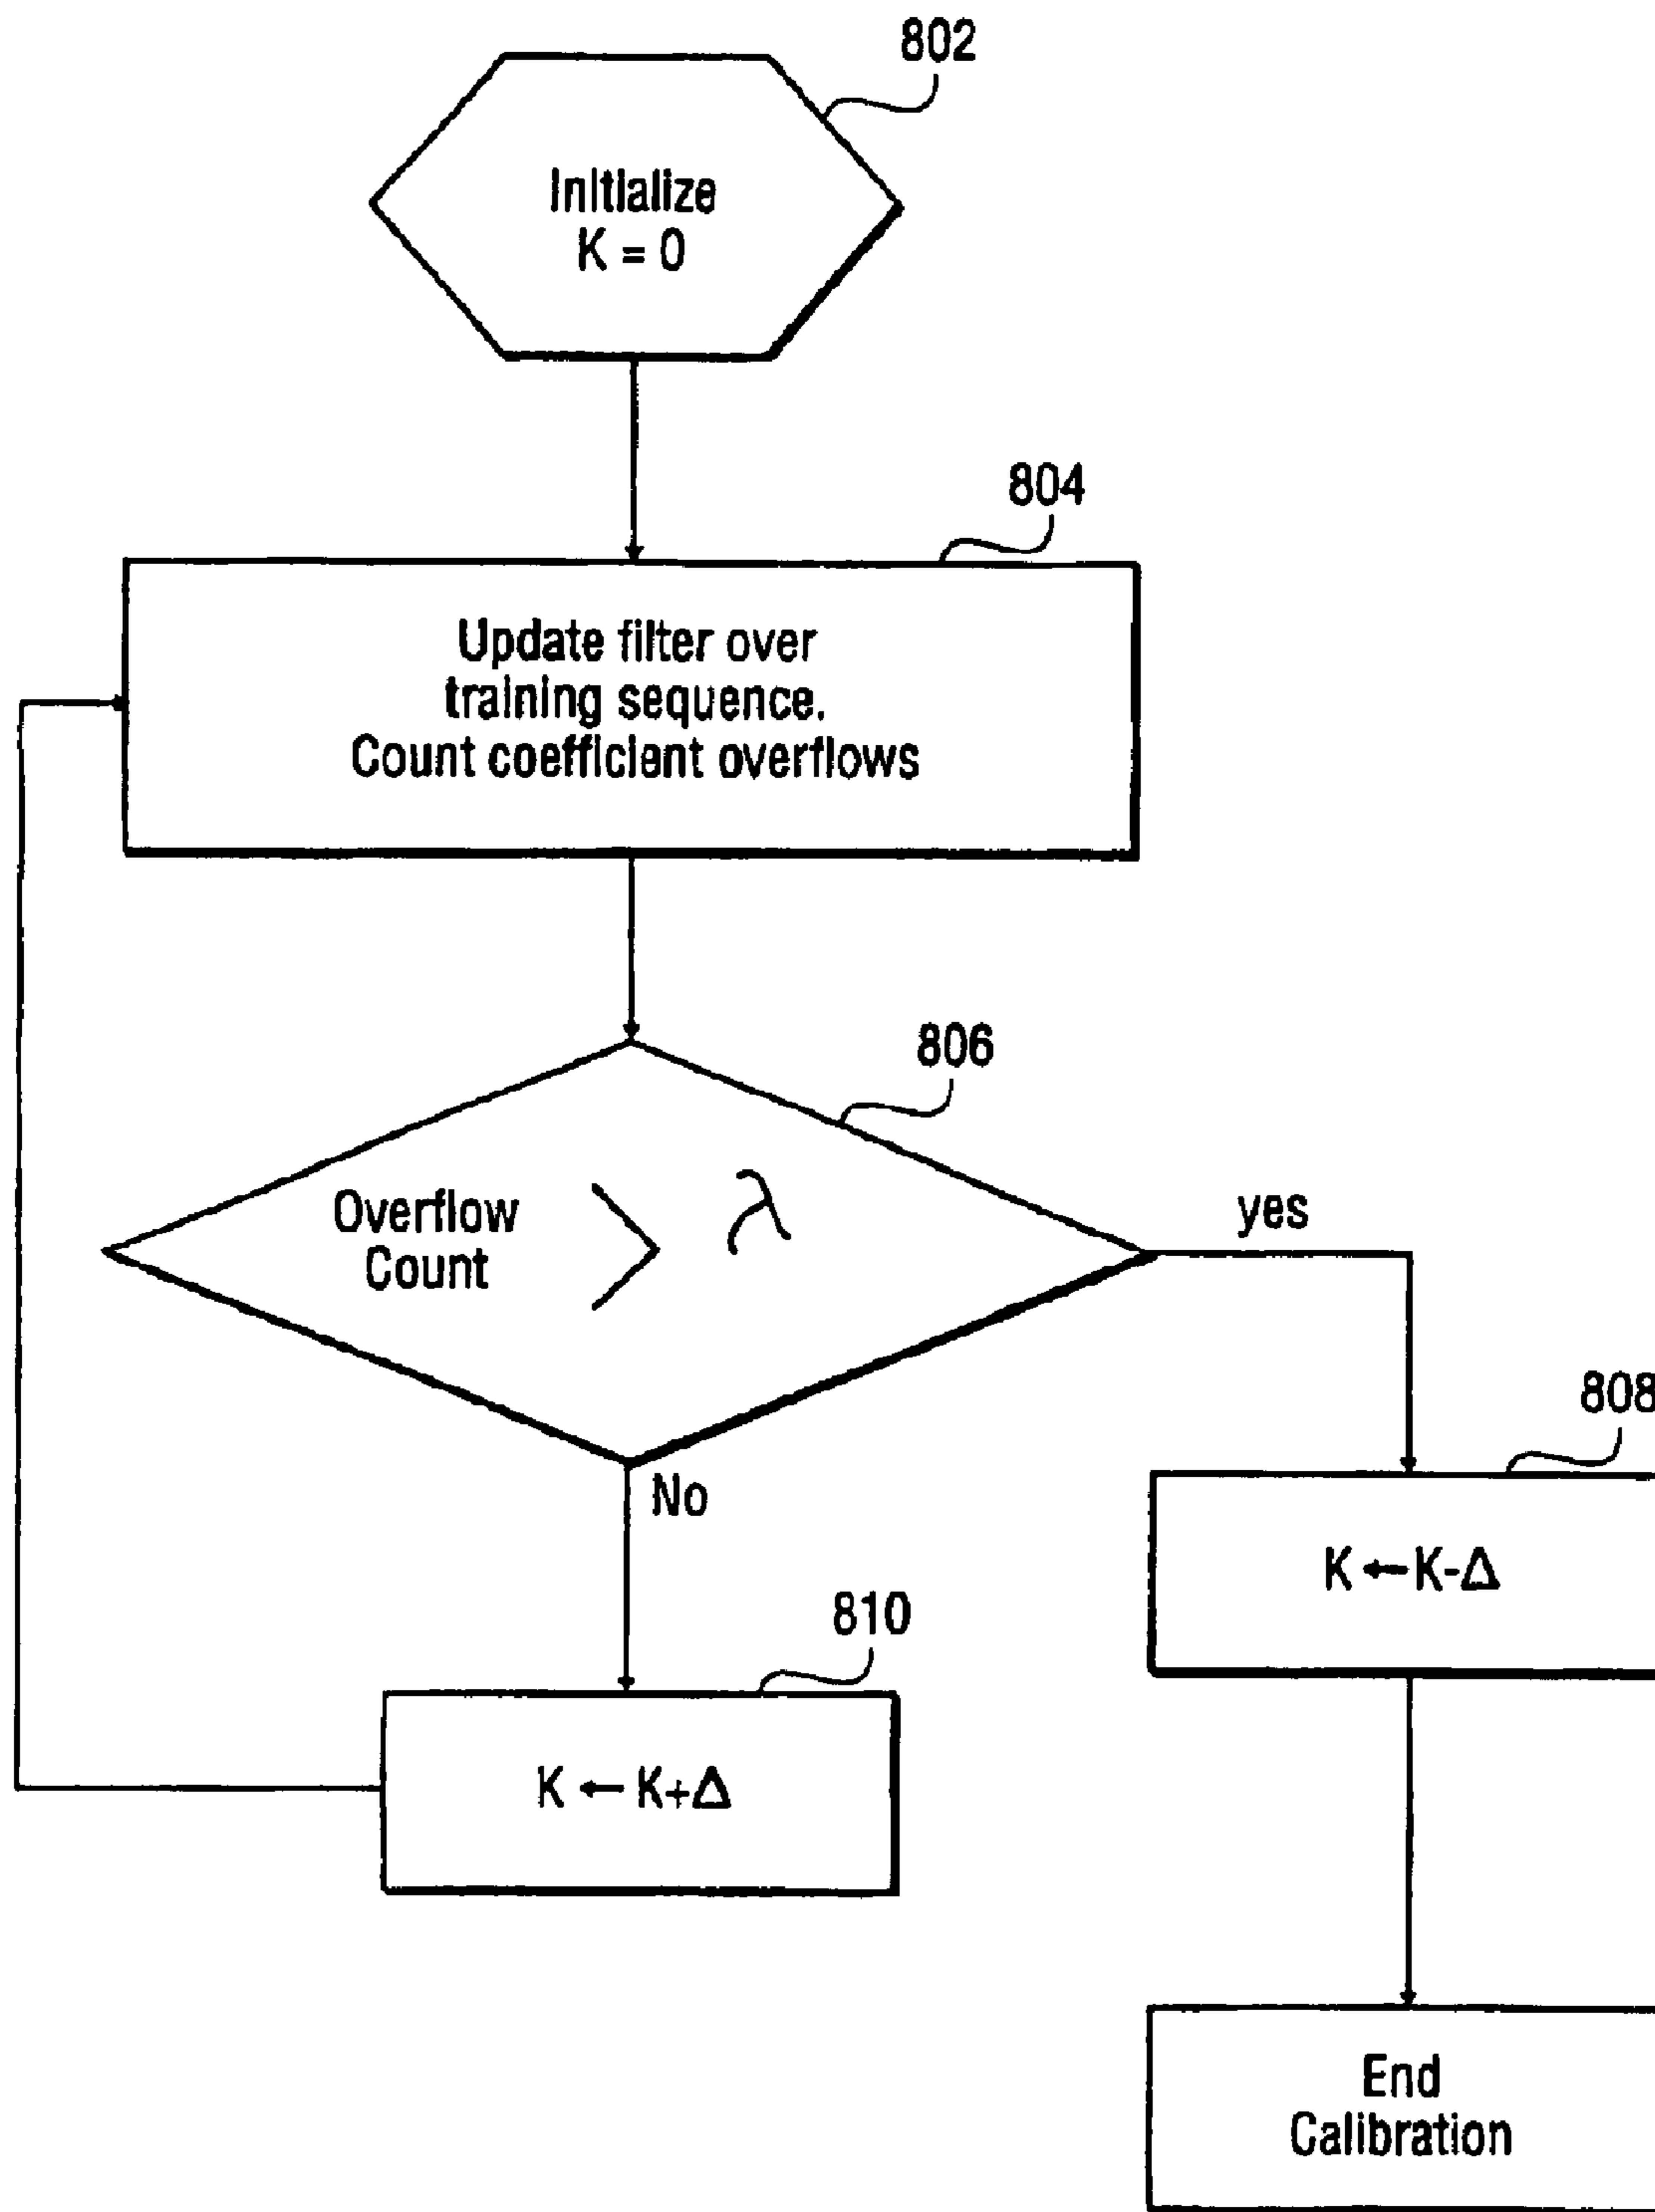 802
Initialize
K = 0
804
Update filter over
training sequence.
Count coefficient overflows
806
Overflow
Count
> λ
yes
808
No
K ← K-Δ
810
K ← K+Δ
End
Calibration